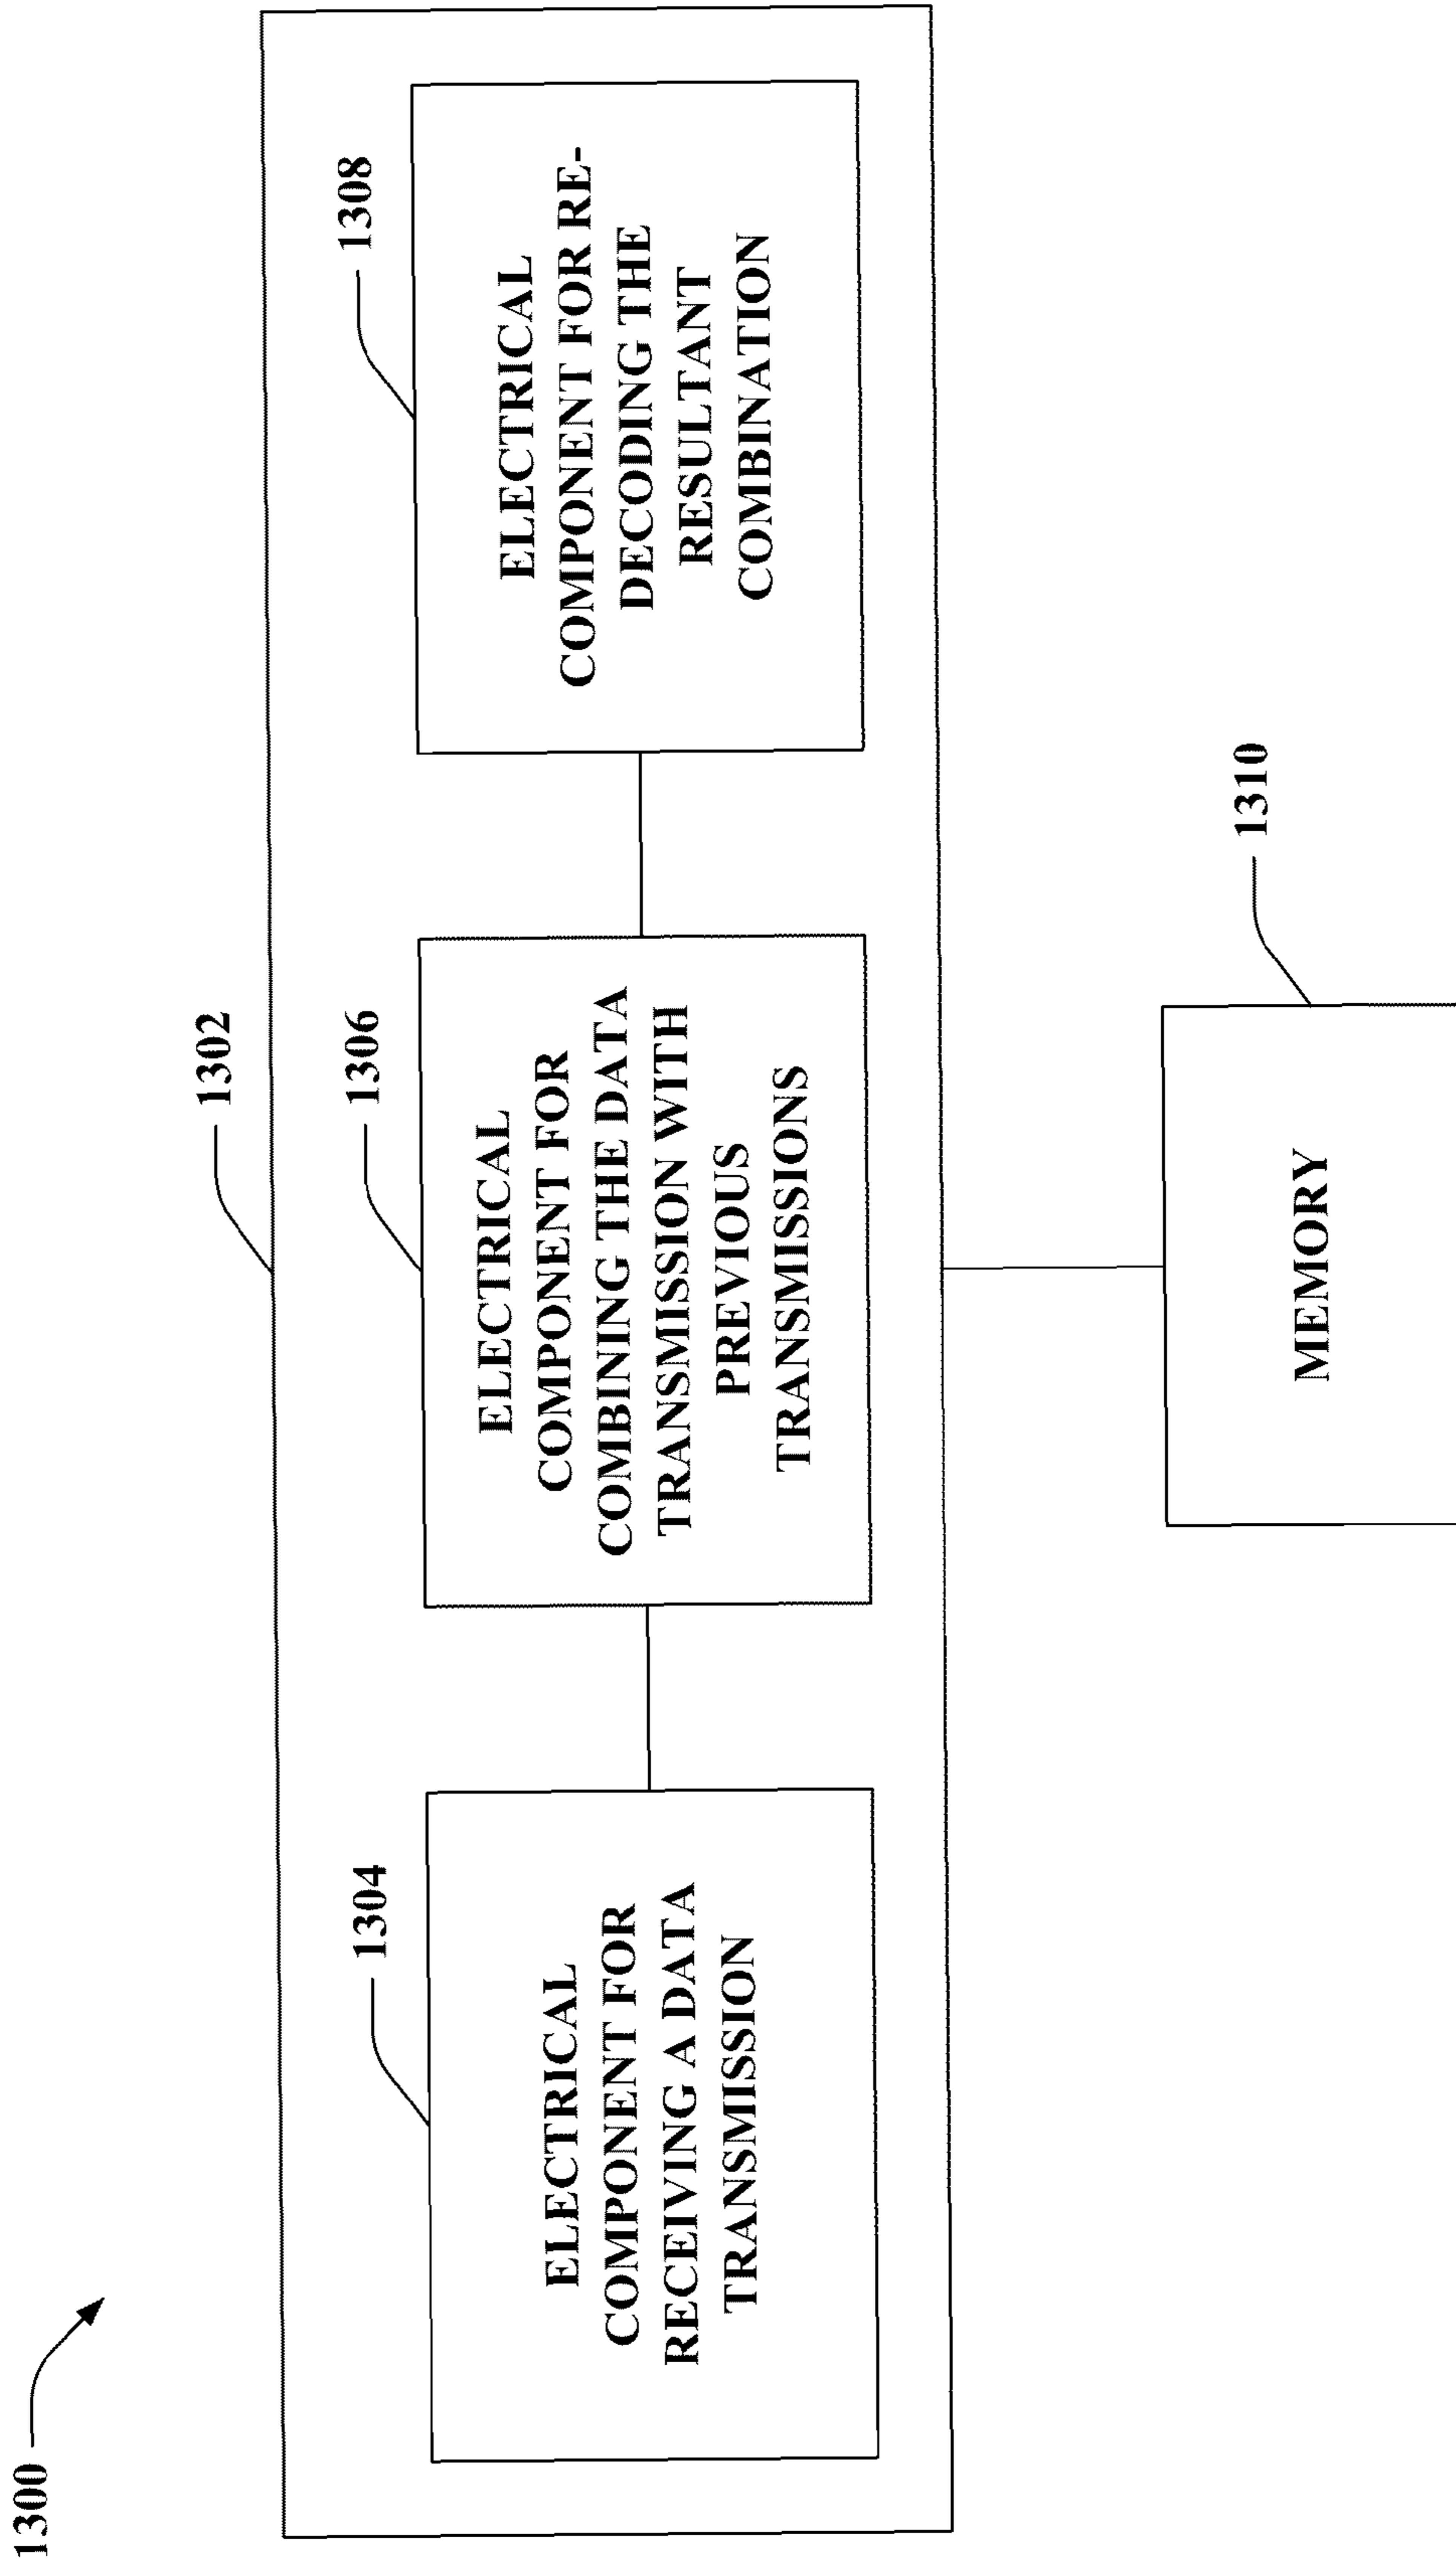 1300
1302
1304
ELECTRICAL
COMPONENT FOR
RECEIVING A DATA
TRANSMISSION
1306
ELECTRICAL
COMPONENT FOR
COMBINING THE DATA
TRANSMISSION WITH
PREVIOUS
TRANSMISSIONS
1308
ELECTRICAL
COMPONENT FOR RE-
DECODING THE
RESULTANT
COMBINATION
1310
MEMORY